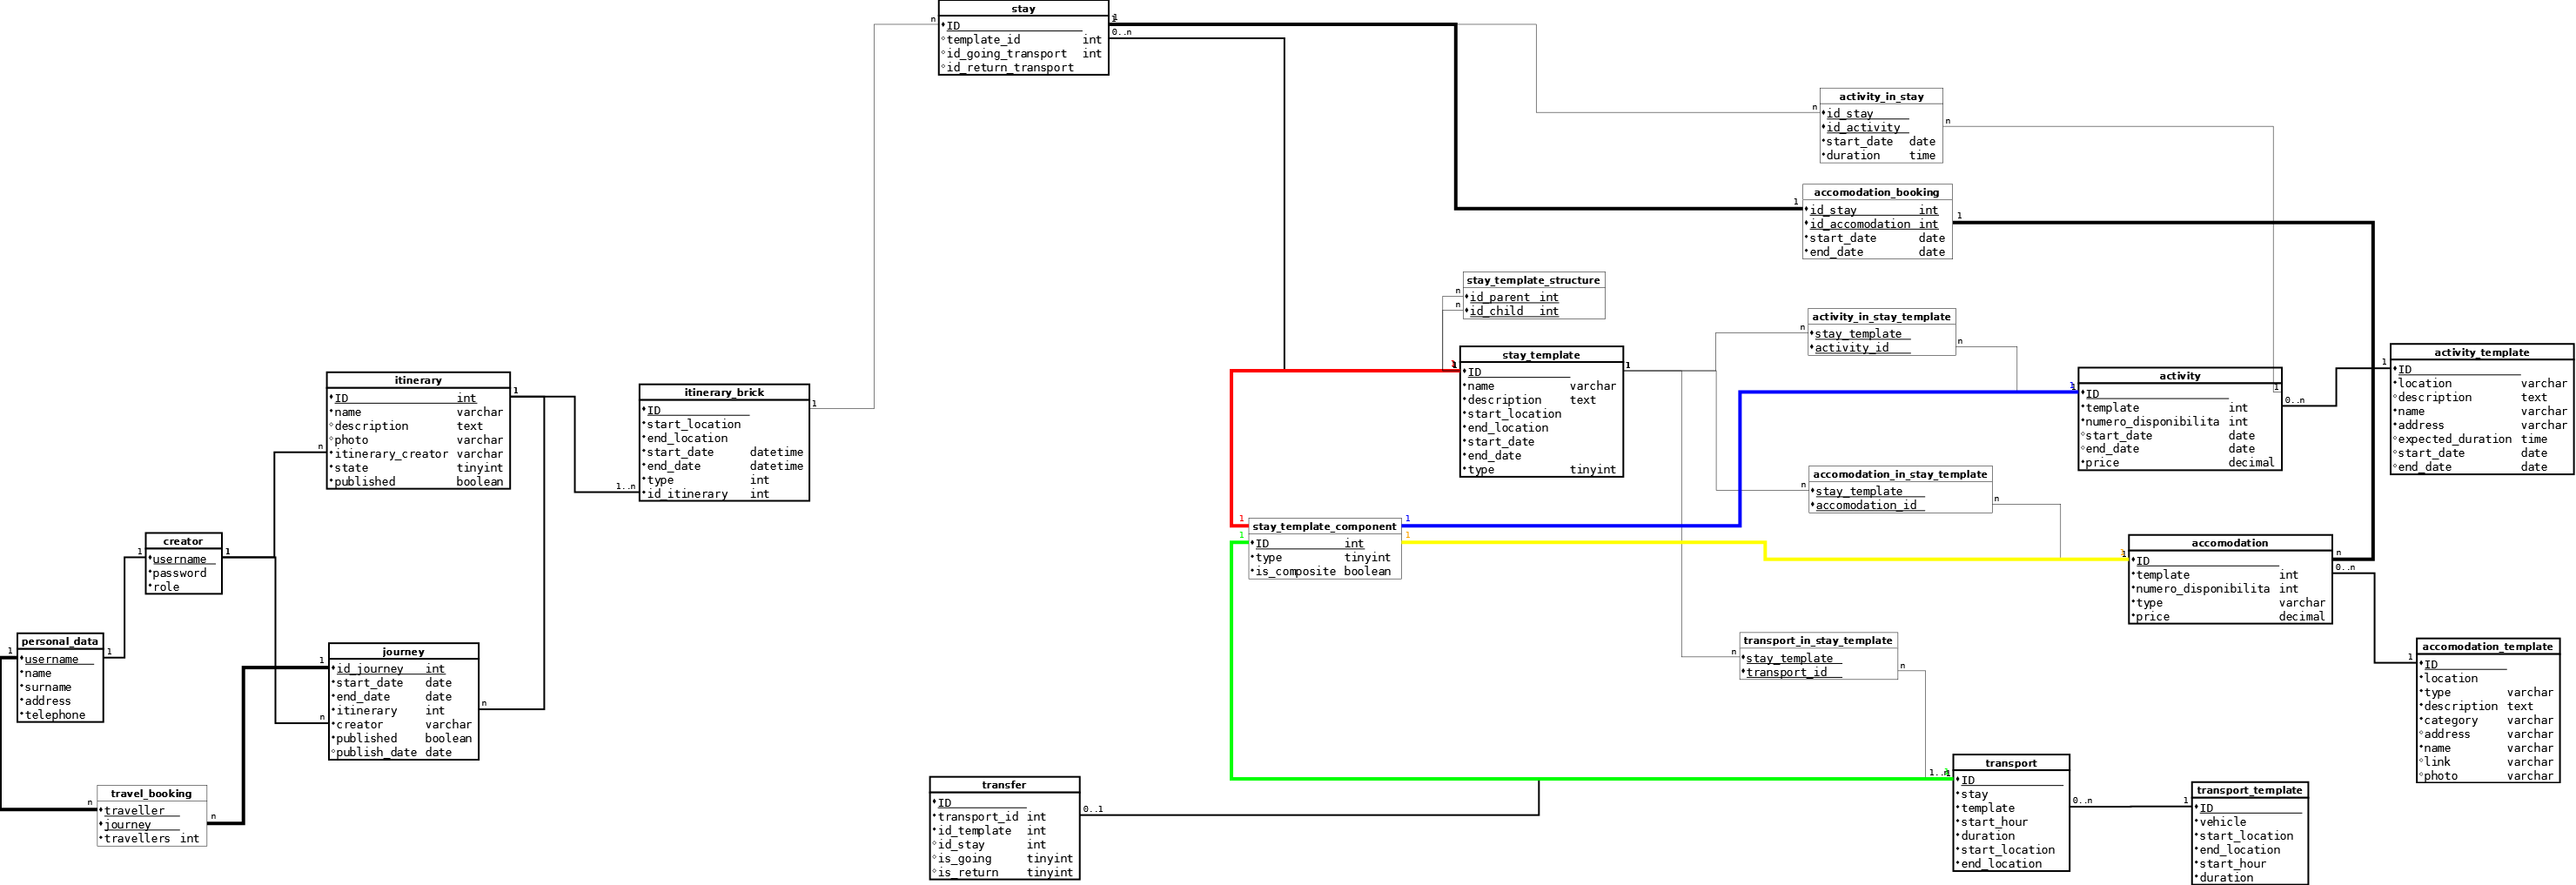 stay
ID
template_id int
id_going_transport int
id_return_transport
n
1
0..n
activity_in_stay
id_stay
id_activity
start_date date
duration time
n
n
accomodation_booking
id_stay int
id_accomodation int
start_date date
end_date date
1
1
stay_template_structure
id_parent int
id_child int
n
n
activity_in_stay_template
stay_template
activity_id
n
n
stay_template
ID
name varchar
description text
start_location
end_location
start_date
end_date
type tinyint
1
1
activity_template
ID
location varchar
description text
name varchar
address varchar
expected_duration time
start_date date
end_date date
1
activity
ID
template int
numero_disponibilita int
start_date date
end_date date
price decimal
1
1
0..n
itinerary
ID int
name varchar
description text
photo varchar
itinerary_creator varchar
state tinyint
published boolean
1
n
itinerary_brick
ID
start_location
end_location
start_date datetime
end_date datetime
type int
id_itinerary int
1
1..n
accomodation_in_stay_template
stay_template
accomodation_id
n
n
stay_template_component
ID int
type tinyint
is_composite boolean
1
1
1
1
creator
username
password
role
1
1
accomodation
ID
template int
numero_disponibilita int
type varchar
price decimal
1
n
0..n
personal_data
username
name
surname
address
telephone
1
1
journey
id_journey int
start_date date
end_date date
itinerary int
creator varchar
published boolean
publish_date date
1
n
n
transport_in_stay_template
stay_template
transport_id
n
n
accomodation_template
ID
location
type varchar
description text
category varchar
address varchar
name varchar
link varchar
photo varchar
1
travel_booking
traveller
journey
travellers int
n
n
transfer
ID
transport_id int
id_template int
id_stay int
is_going tinyint
is_return tinyint
0..1
transport
ID
stay
template
start_hour
duration
start_location
end_location
0..n
transport_template
ID
vehicle
start_location
end_location
start_hour
duration
1